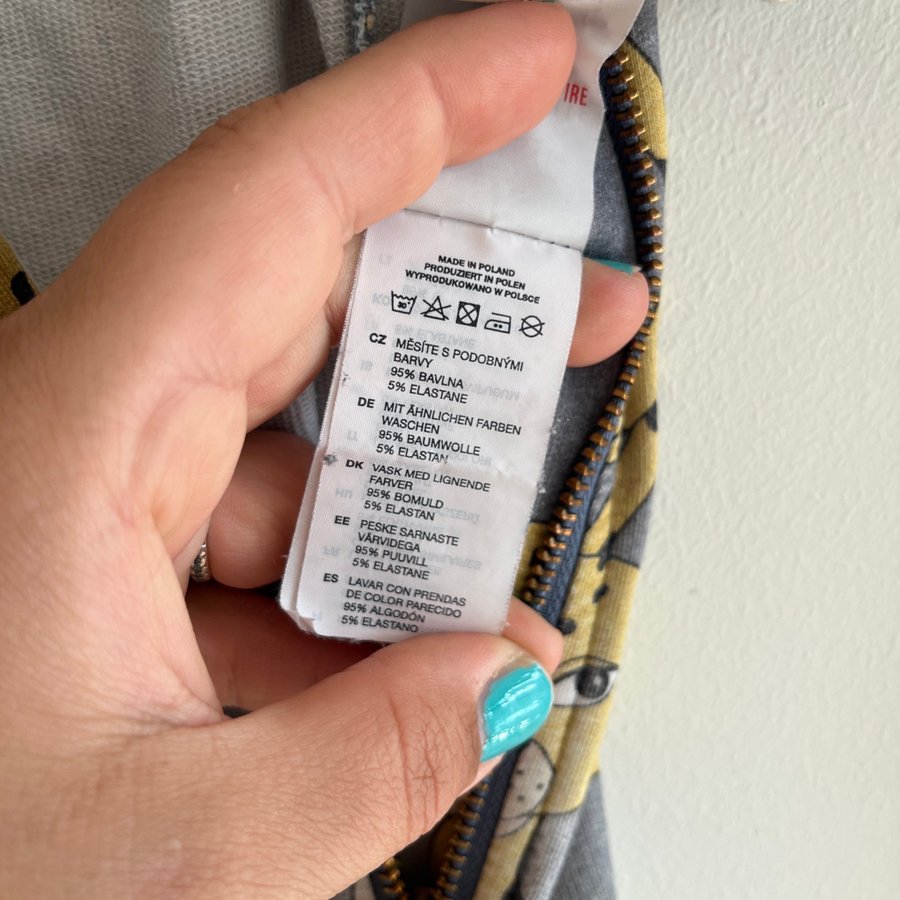 MADE IN POLAND
PRODUZIERT IN POLEN
WYPRODUKOWANO W POLSCE
30°
CZ MĚSÍTE S PODOBNÝMI
BARVY
95% BAVLNA
5% ELASTANE
DE MIT ÄHNLICHEN FARBEN
WASCHEN
95% BAUMWOLLE
5% ELASTAN
DK VASK MED LIGNENDE
FARVER
95% BOMULD
5% ELASTAN
EE PESKE SARNASTE
VÄRVIDEGA
95% PUUVILL
5% ELASTANE
ES LAVAR CON PRENDAS
DE COLOR PARECIDO
95% ALGODÓN
5% ELASTANO